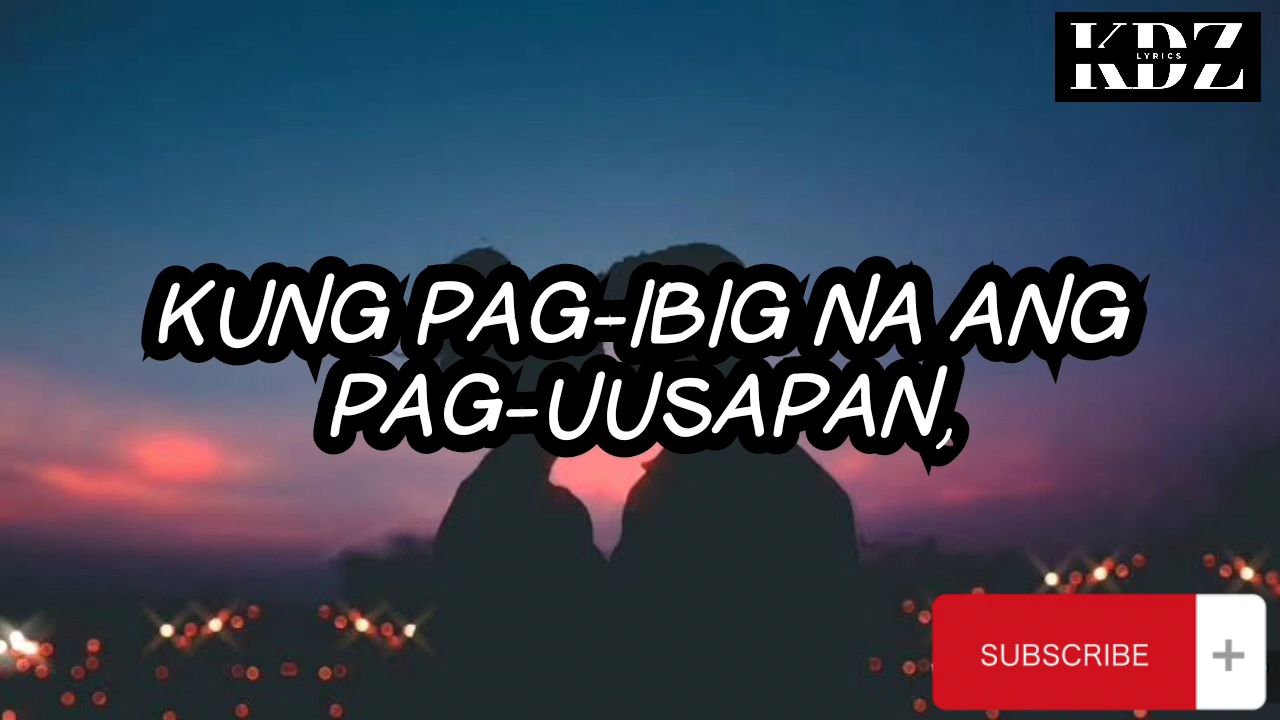 KDZ
LYRICS
KUNG PAG-IBIG NA ANG
PAG-UUSAPAN,
SUBSCRIBE